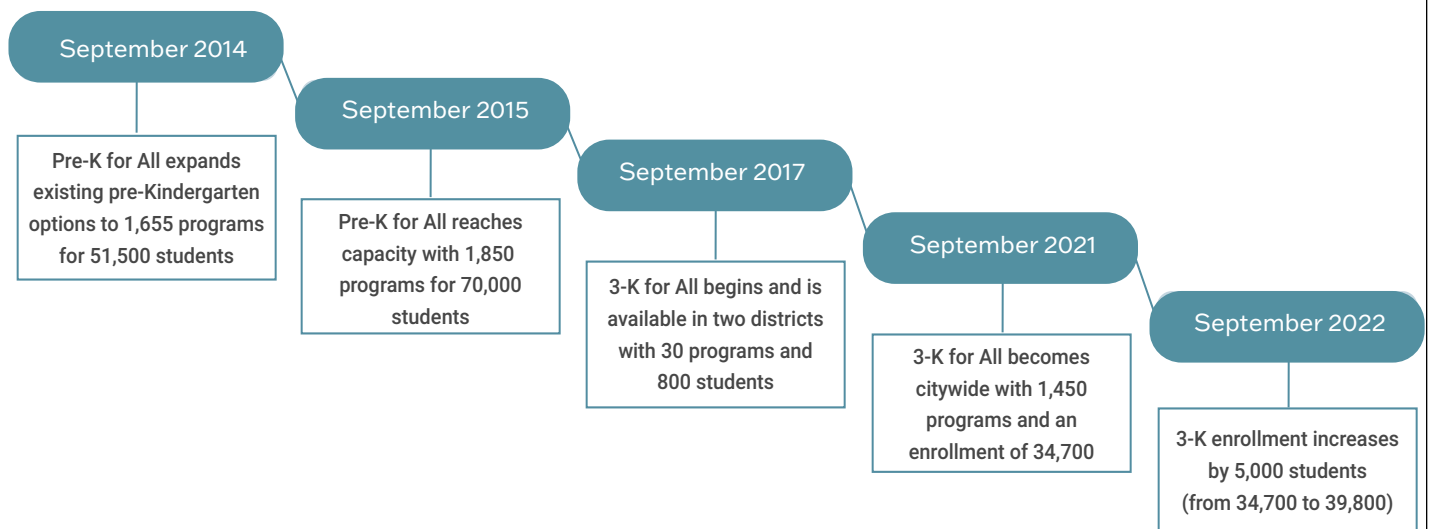 September 2014
Pre-K for All expands
existing pre-Kindergarten
options to 1,655 programs
for 51,500 students
September 2015
Pre-K for All reaches
capacity with 1,850
programs for 70,000
students
September 2017
3-K for All begins and is
available in two districts
with 30 programs and
800 students
September 2021
3-K for All becomes
citywide with 1,450
programs and an
enrollment of 34,700
September 2022
3-K enrollment increases
by 5,000 students
(from 34,700 to 39,800)